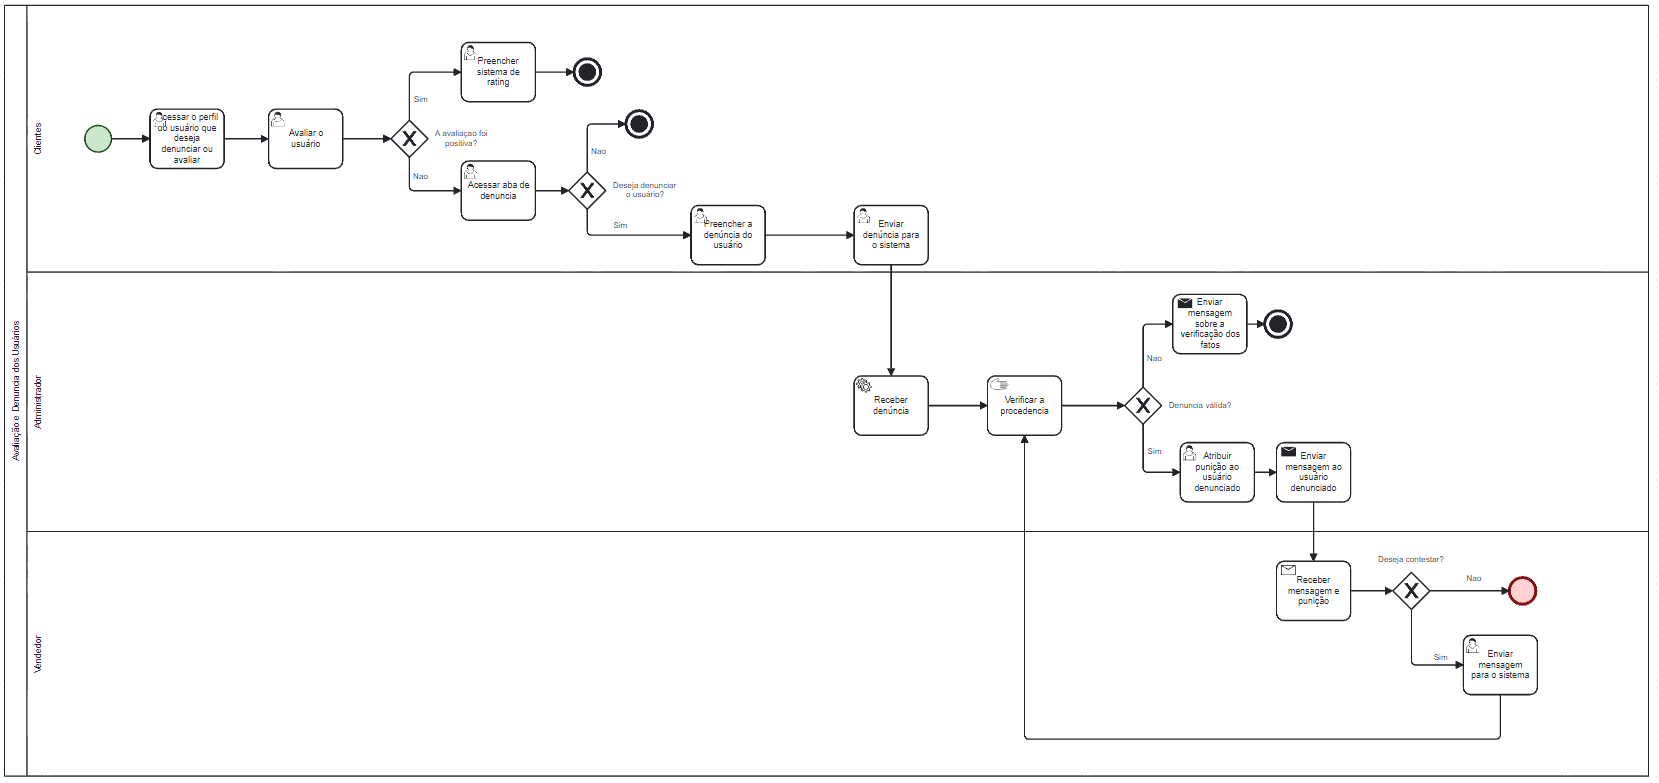 Avaliação e Denuncia dos Usuários
Clientes
cessar o perfil
do usuário que
deseja
denunciar ou
avaliar
Avaliar o
usuário
A avaliaçao foi
positiva?
Sim
Preencher
sistema de
rating
Nao
Acessar aba de
denuncia
Deseja denunciar
o usuário?
Nao
Sim
Preencher a
denúncia do
usuário
Enviar
denúncia para
o sistema
Administrador
Receber
denúncia
Verificar a
procedencia
Denuncia válida?
Nao
Enviar
mensagem
sobre a
verificação dos
fatos
Sim
Atribuir
punição ao
usuário
denunciado
Enviar
mensagem ao
usuário
denunciado
Vendedor
Receber
mensagem e
punição
Deseja contestar?
Nao
Sim
Enviar
mensagem
para o sistema